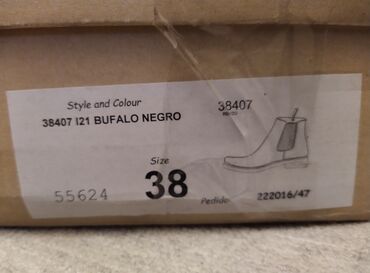 Style and Colour
38407 I21 BUFALO NEGRO
38407
Size
38
55624
Pedido
222016/47